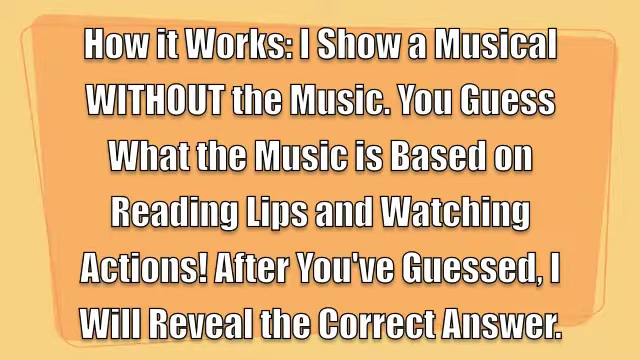 How it Works: I Show a Musical
WITHOUT the Music. You Guess
What the Music is Based on
Reading Lips and Watching
Actions! After You've Guessed, I
Will Reveal the Correct Answer.